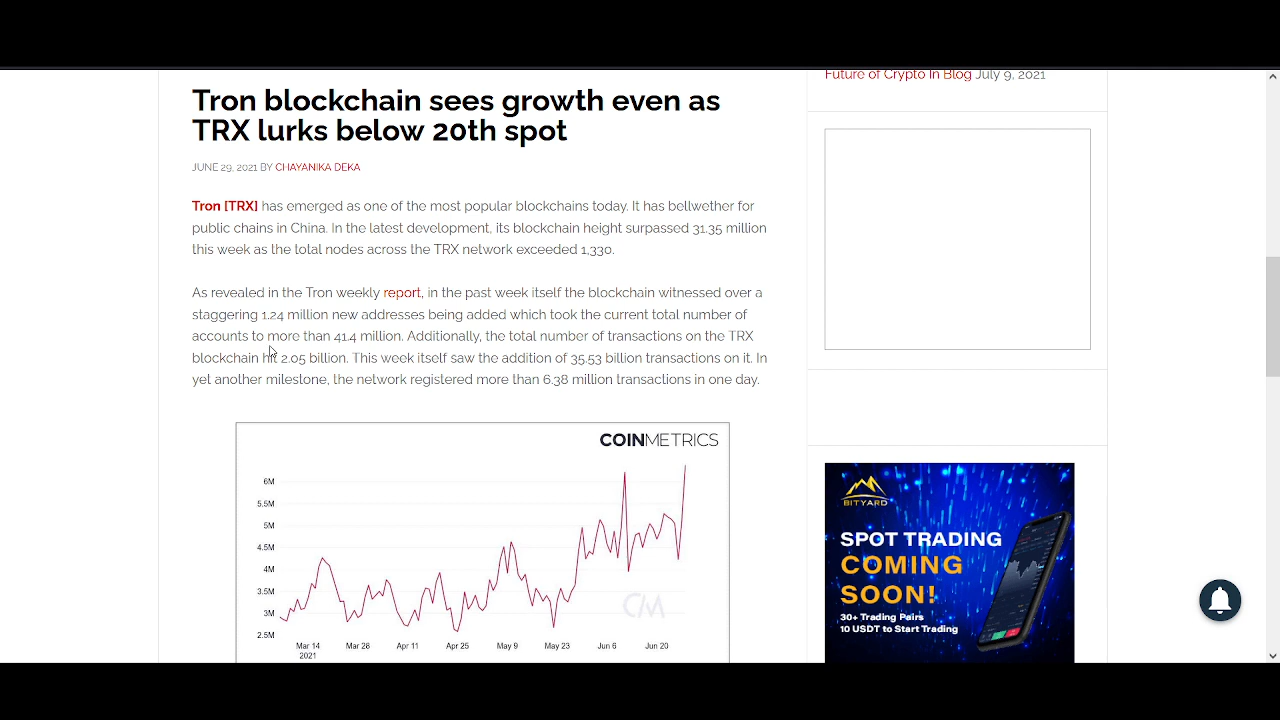 Future of Crypto In Blog July 9, 2021
Tron blockchain sees growth even as
TRX lurks below 20th spot
JUNE 29, 2021 BY CHAYANIKA DEKA
Tron [TRX] has emerged as one of the most popular blockchains today. It has bellwether for
public chains in China. In the latest development, its blockchain height surpassed 31.35 million
this week as the total nodes across the TRX network exceeded 1,330.
As revealed in the Tron weekly report, in the past week itself the blockchain witnessed over a
staggering 1.24 million new addresses being added which took the current total number of
accounts to more than 41.4 million. Additionally, the total number of transactions on the TRX
blockchain hit 2.05 billion. This week itself saw the addition of 35.53 billion transactions on it. In
yet another milestone, the network registered more than 6.38 million transactions in one day.
COINMETRICS
6M
5.5M
5M
4.5M
4M
3.5M
3M
2.5M
CM
Mar 14 Mar 28 Apr 11 Apr 25 May 9 May 23 Jun 6 Jun 20
2021
BITYARD
SPOT TRADING
COMING
SOON!
30+ Trading Pairs
10 USDT to Start Trading